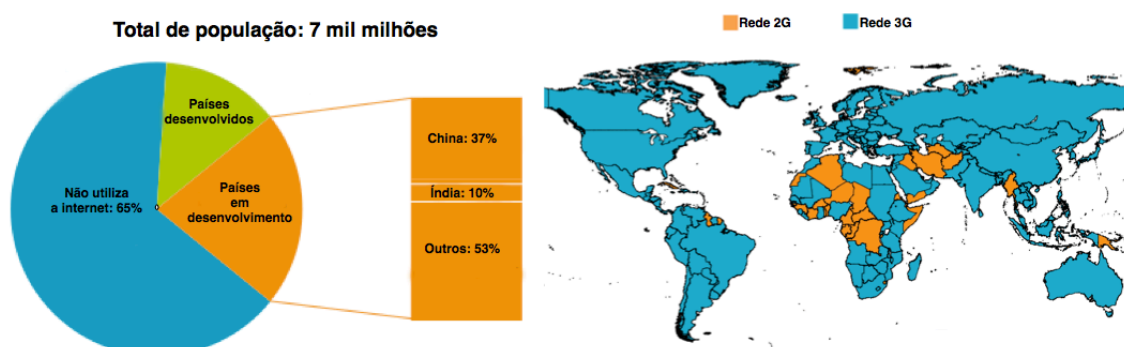 Total de população: 7 mil milhões
Países
desenvolvidos
Não utiliza
a internet: 65%
Países
em
desenvolvimento
China: 37%
Índia: 10%
Outros: 53%
Rede 2G
Rede 3G